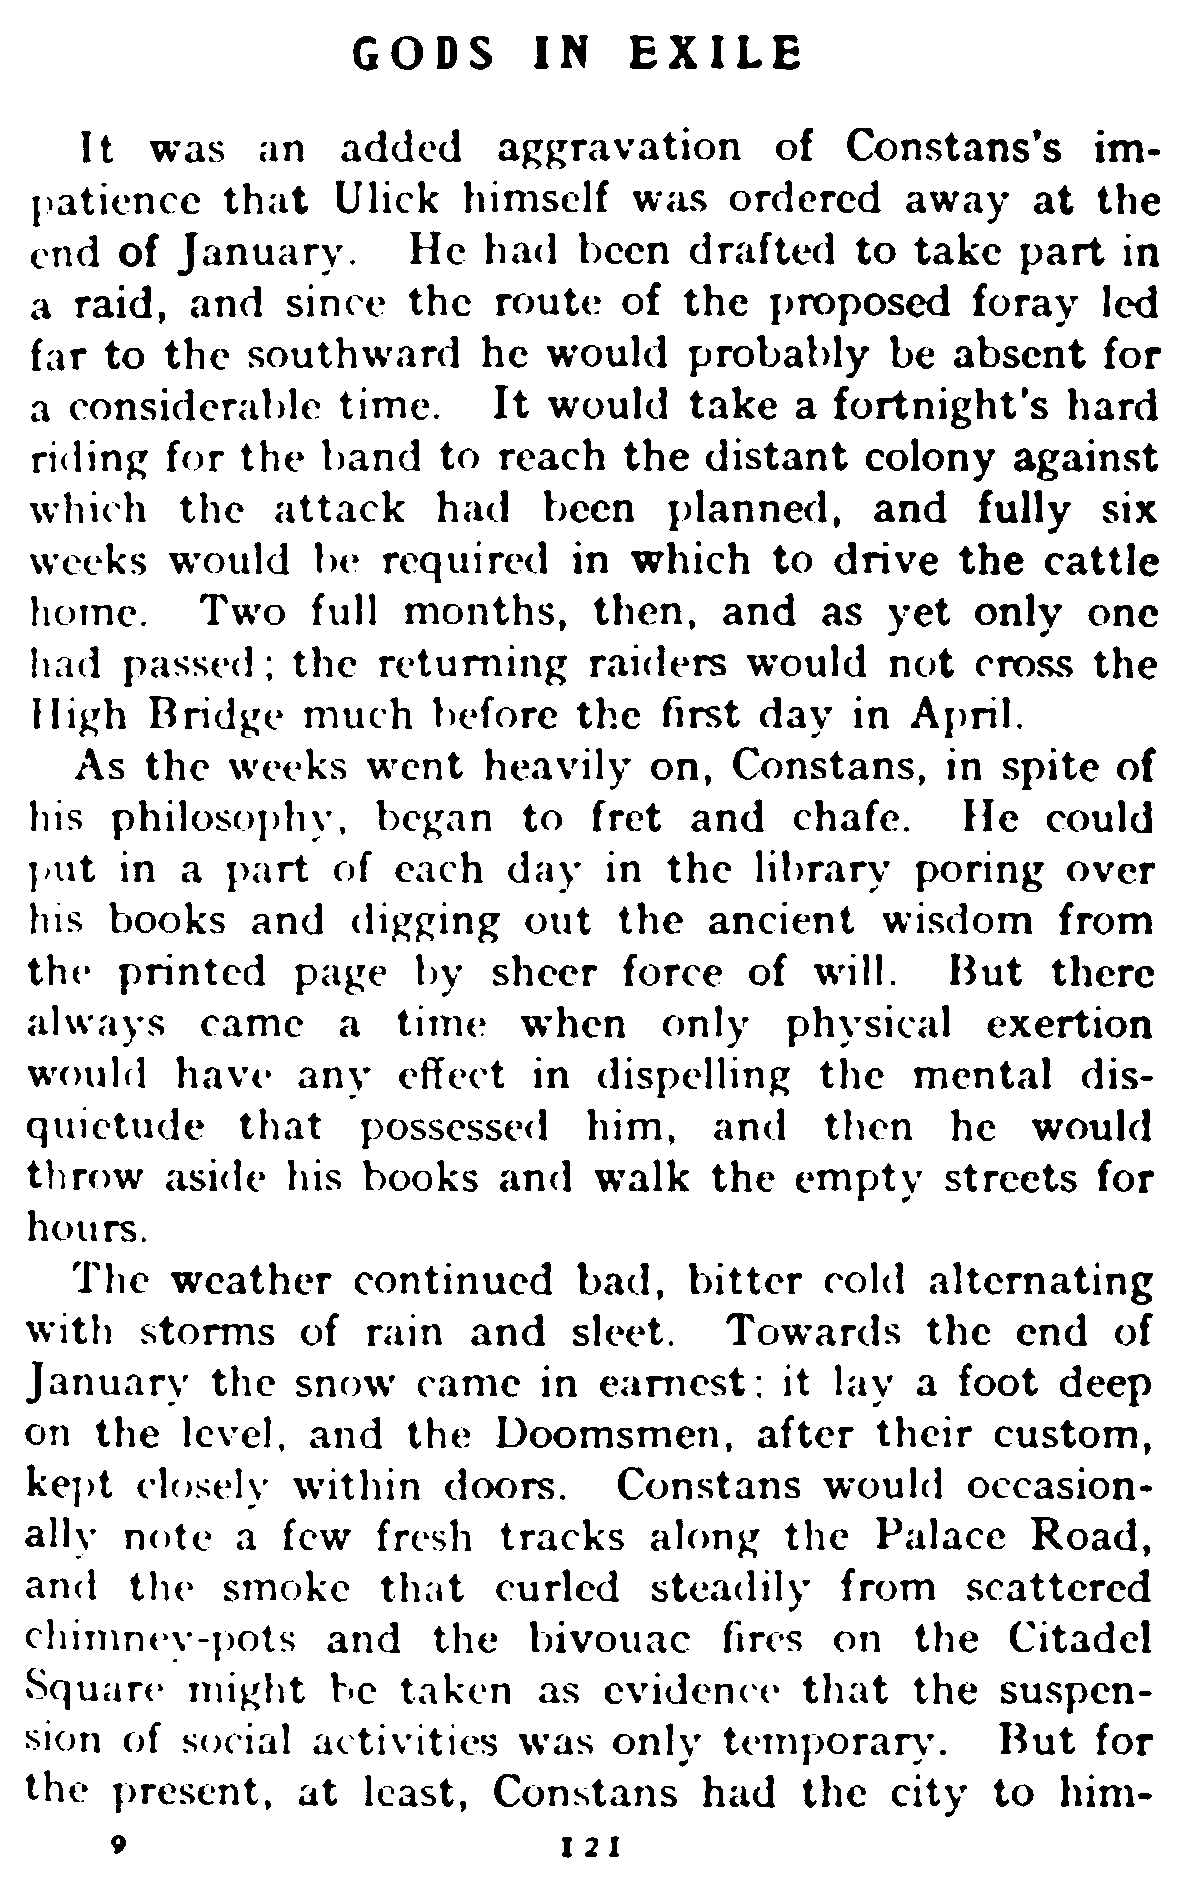 GODS IN EXILE
It was an added aggravation of Constans's im-
patience that Ulick himself was ordered away at the
end of January. He had been drafted to take part in
a raid, and since the route of the proposed foray led
far to the southward he would probably be absent for
a considerable time. It would take a fortnight's hard
riding for the band to reach the distant colony against
which the attack had been planned, and fully six
weeks would be required in which to drive the cattle
home. Two full months, then, and as yet only one
had passed; the returning raiders would not cross the
High Bridge much before the first day in April.
As the weeks went heavily on, Constans, in spite of
his philosophy, began to fret and chafe. He could
put in a part of each day in the library poring over
his books and digging out the ancient wisdom from
the printed page by sheer force of will. But there
always came a time when only physical exertion
would have any effect in dispelling the mental dis-
quietude that possessed him, and then he would
throw aside his books and walk the empty streets for
hours.
The weather continued bad, bitter cold alternating
with storms of rain and sleet. Towards the end of
January the snow came in earnest; it lay a foot deep
on the level, and the Doomsmen, after their custom,
kept closely within doors. Constans would occasion-
ally note a few fresh tracks along the Palace Road,
and the smoke that curled steadily from scattered
chimney-pots and the bivouac fires on the Citadel
Square might be taken as evidence that the suspen-
sion of social activities was only temporary. But for
the present, at least, Constans had the city to him-
9 121